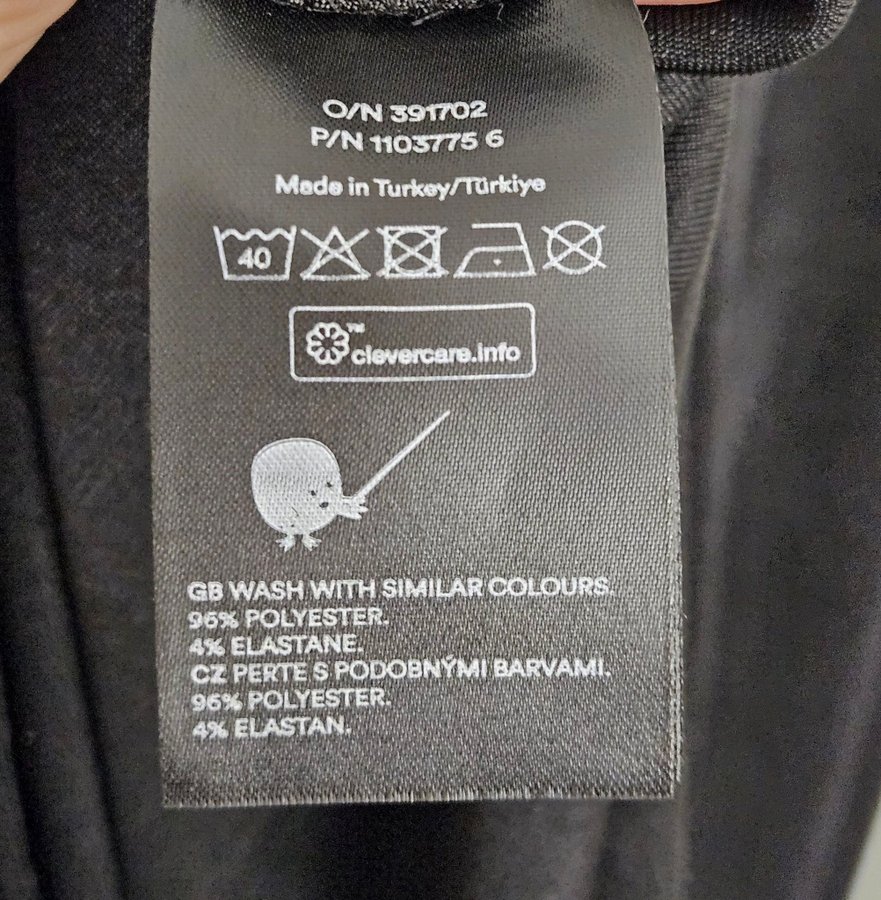 O/N 391702
P/N 1103775 6
Made in Turkey/Türkiye
40
™
clevercare.info
GB WASH WITH SIMILAR COLOURS.
96% POLYESTER.
4% ELASTANE.
CZ PERTE S PODOBNÝMI BARVAMI.
96% POLYESTER.
4% ELASTAN.